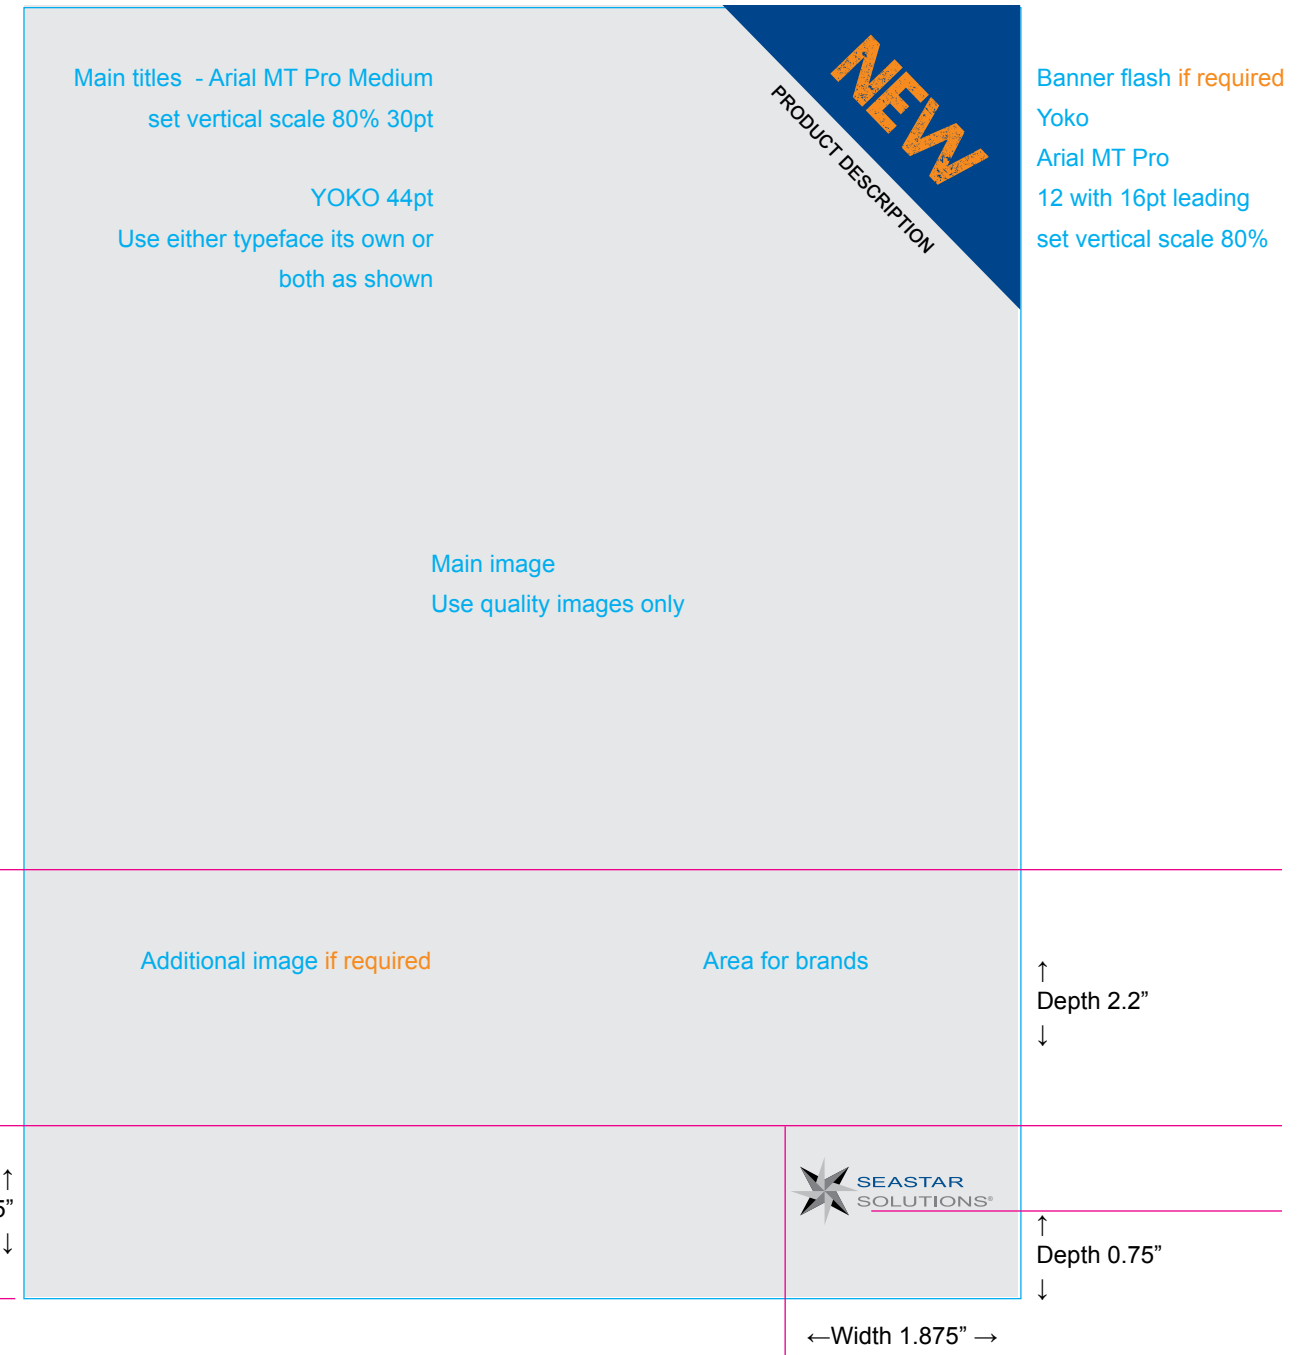 Main titles  - Arial MT Pro Medium
set vertical scale 80% 30pt
YOKO 44pt
Use either typeface its own or
both as shown
NEW
PRODUCT DESCRIPTION
Banner flash if required
Yoko
Arial MT Pro
12 with 16pt leading
set vertical scale 80%
Main image
Use quality images only
Additional image if required
Area for brands
↑
Depth 2.2”
↓
↑
5”
↓
SEASTAR
SOLUTIONS®
↑
Depth 0.75”
↓
←Width 1.875” →